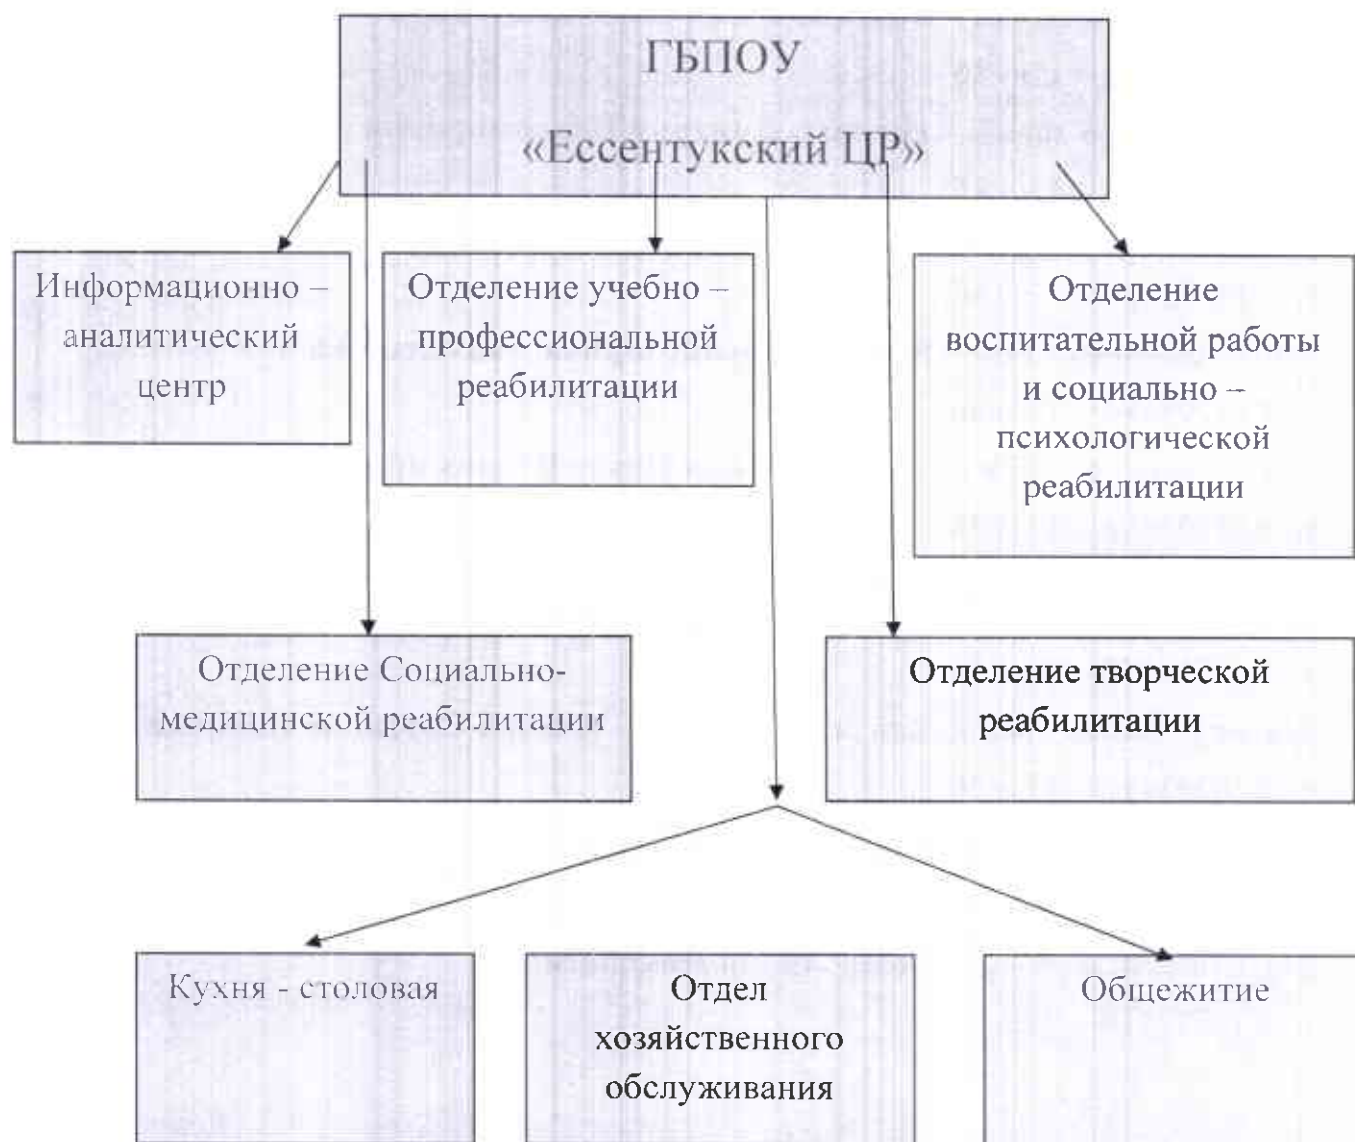 ГБПОУ
«Ессентукский ЦР»
Информационно –
аналитический
центр
Отделение учебно –
профессиональной
реабилитации
Отделение
воспитательной работы
и социально –
психологической
реабилитации
Отделение Социально-
медицинской реабилитации
Отделение творческой
реабилитации
Кухня - столовая
Отдел
хозяйственного
обслуживания
Общежитие